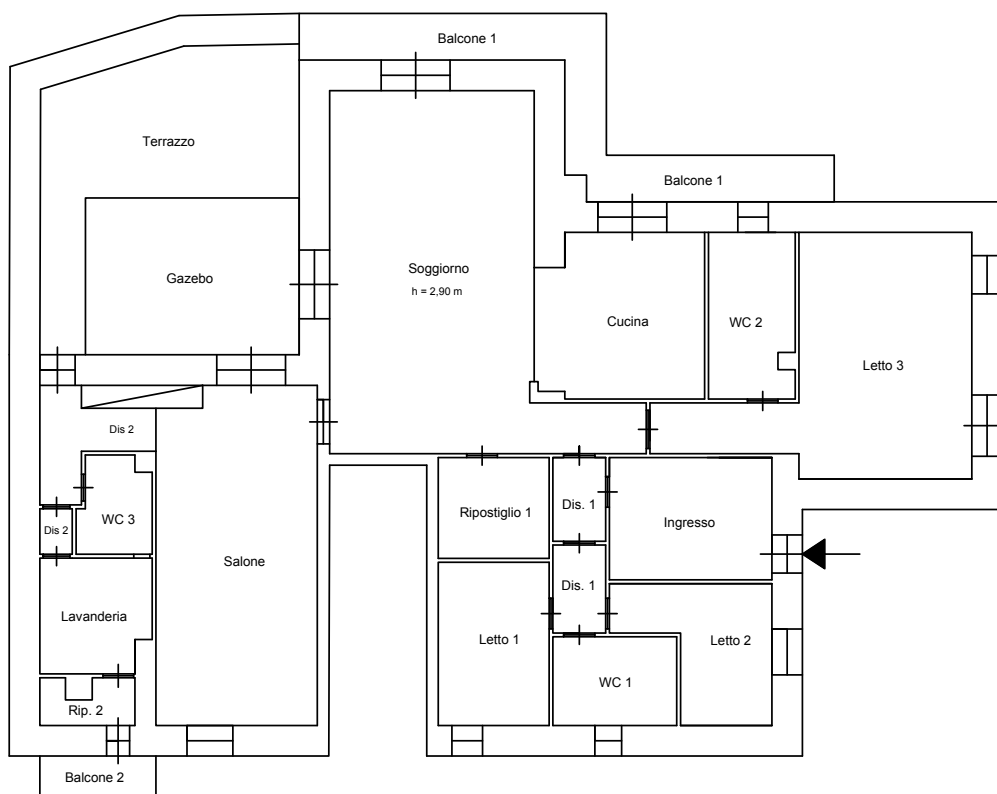 Balcone 1
Terrazzo
Balcone 1
Gazebo
Soggiorno
h = 2,90 m
Cucina
WC 2
Letto 3
Dis 2
Ripostiglio 1
Dis. 1
Ingresso
WC 3
Dis 2
Salone
Dis. 1
Lavanderia
Letto 1
Letto 2
WC 1
Rip. 2
Balcone 2